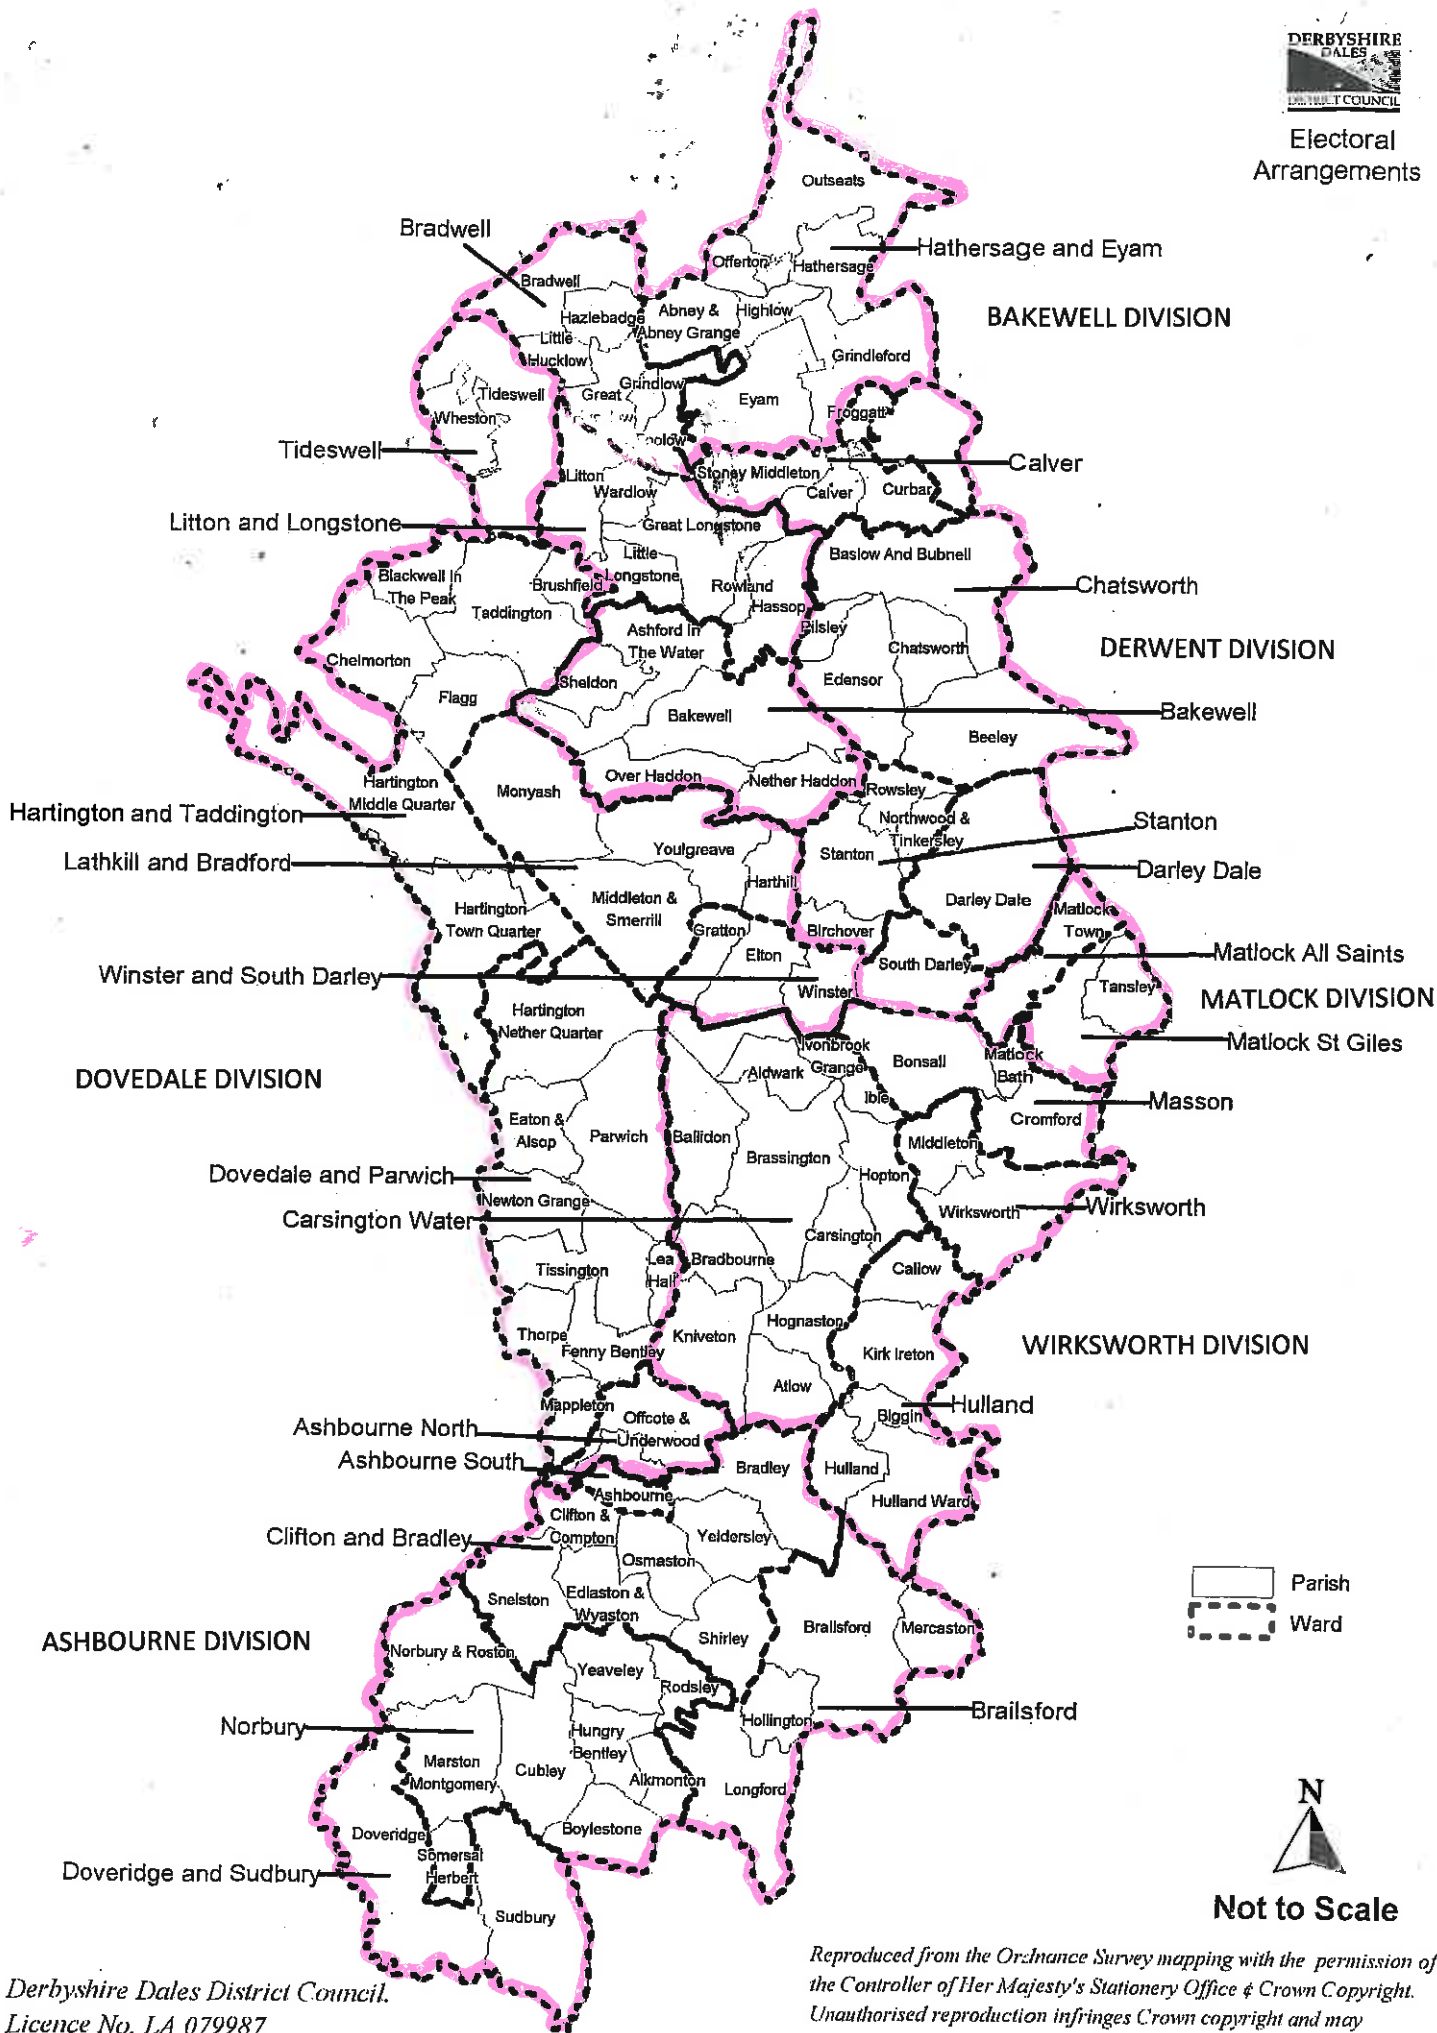 DERBYSHIRE
DALES
DISTRICT COUNCIL
Electoral
Arrangements
Outseats
Bradwell
Hathersage and Eyam
Offerton
Hathersage
Bradwell
BAKEWELL DIVISION
Hazlebadge
Abney &
Abney Grange
Highlow
Little
Hucklow
Grindleford
Tideswell
Great
Grindlow
Eyam
Wheston
Froggatt
Tideswell
Stoney Middleton
Calver
Litton
Wardlow
Calver
Curbar
Litton and Longstone
Great Longstone
Baslow And Bubnell
Little
Longstone
Blackwell In
The Peak
Brushfield
Rowland
Chatsworth
Taddington
Hassop
Pilsley
Ashford In
The Water
Chatsworth
DERWENT DIVISION
Chelmorton
Edensor
Sheldon
Flagg
Bakewell
Bakewell
Beeley
Hartington
Middle Quarter
Monyash
Over Haddon
Nether Haddon
Rowsley
Hartington and Taddington
Northwood &
Tinkersley
Stanton
Youlgreave
Stanton
Lathkill and Bradford
Darley Dale
Harthill
Middleton &
Smerrill
Darley Dale
Hartington
Town Quarter
Matlock
Town
Gratton
Birchover
Elton
Matlock All Saints
South Darley
Winster and South Darley
Winster
Tansley
MATLOCK DIVISION
Hartington
Nether Quarter
Matlock St Giles
Ivonbrook
Grange
Bonsall
Matlock
Bath
DOVEDALE DIVISION
Aldwark
Ible
Masson
Cromford
Eaton &
Alsop
Parwich
Ballidon
Middleton
Brassington
Dovedale and Parwich
Hopton
Newton Grange
Wirksworth
Wirksworth
Carsington Water
Carsington
Lea
Hall
Bradbourne
Callow
Tissington
Hognaston
Thorpe
Kniveton
Fenny Bentley
Kirk Ireton
WIRKSWORTH DIVISION
Atlow
Mappleton
Hulland
Biggin
Offcote &
Underwood
Ashbourne North
Ashbourne South
Bradley
Hulland
Ashbourne
Hulland Ward
Clifton &
Compton
Clifton and Bradley
Yeldersley
Osmaston
Parish
Ward
Snelston
Edlaston &
Wyaston
Brailsford
Mercaston
ASHBOURNE DIVISION
Shirley
Norbury & Roston
Yeaveley
Rodsley
Brailsford
Norbury
Hollington
Hungry
Bentley
Marston
Montgomery
Cubley
Alkmonton
Longford
N
Boylestone
Doveridge
Somersal
Herbert
Doveridge and Sudbury
Not to Scale
Sudbury
Reproduced from the Ordnance Survey mapping with the permission of
the Controller of Her Majesty's Stationery Office & Crown Copyright.
Unauthorised reproduction infringes Crown copyright and may
Derbyshire Dales District Council.
Licence No. LA 079987